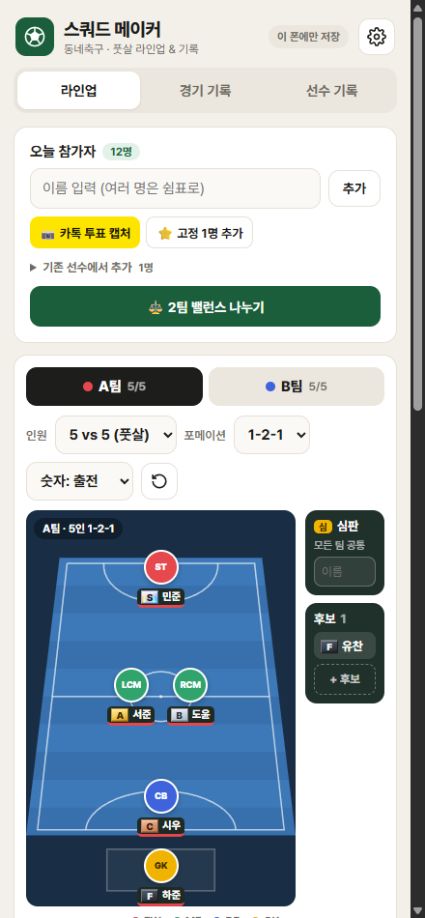 스쿼드 메이커
동네축구 · 풋살 라인업 & 기록
이 폰에만 저장
라인업
경기 기록
선수 기록
오늘 참가자 12명
이름 입력 (여러 명은 쉼표로)
추가
카톡 투표 캡처
고정 1명 추가
▶ 기존 선수에서 추가 1명
2팀 밸런스 나누기
A팀 5/5
B팀 5/5
인원 5 vs 5 (풋살) 포메이션 1-2-1
숫자: 출전
A팀 · 5인 1-2-1
심 심판
모든 팀 공통
이름
후보 1
F 유찬
+ 후보
ST
S 민준
LCM RCM
A 서준 B 도윤
CB
C 시우
GK
F 하준